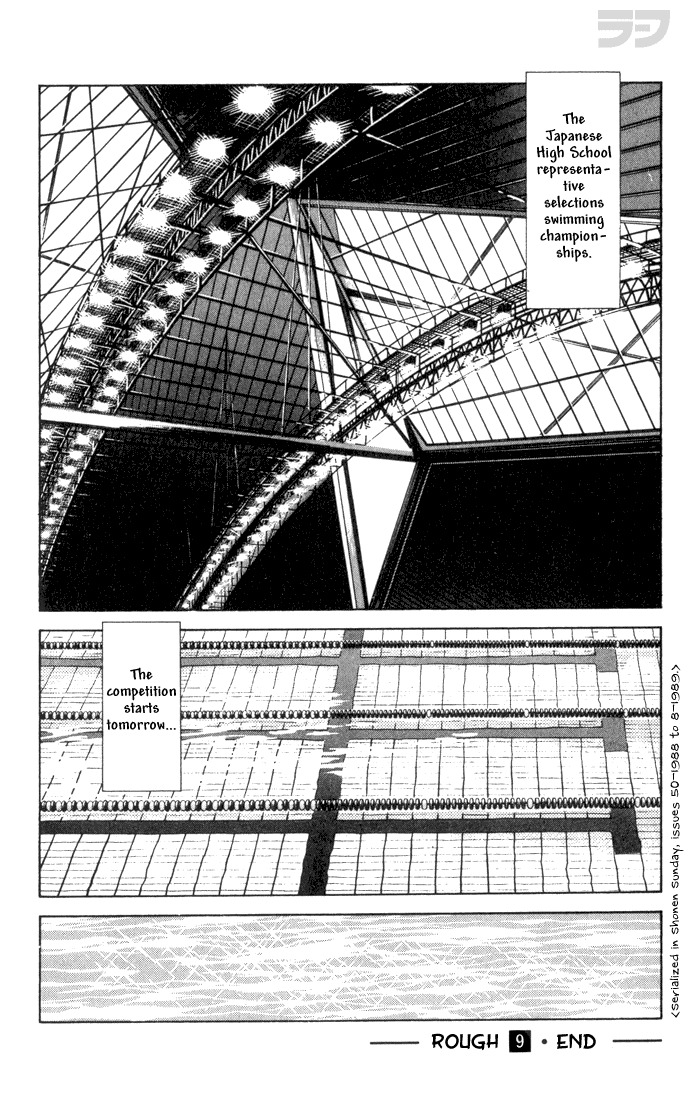 ラフ
The
Japanese
High School
representa-
tive
selections
swimming
champion-
ships.
The
competition
starts
tomorrow...
<serialized in Shonen Sunday, issues 50-1988 to 8-1989.>
ROUGH 9 • END